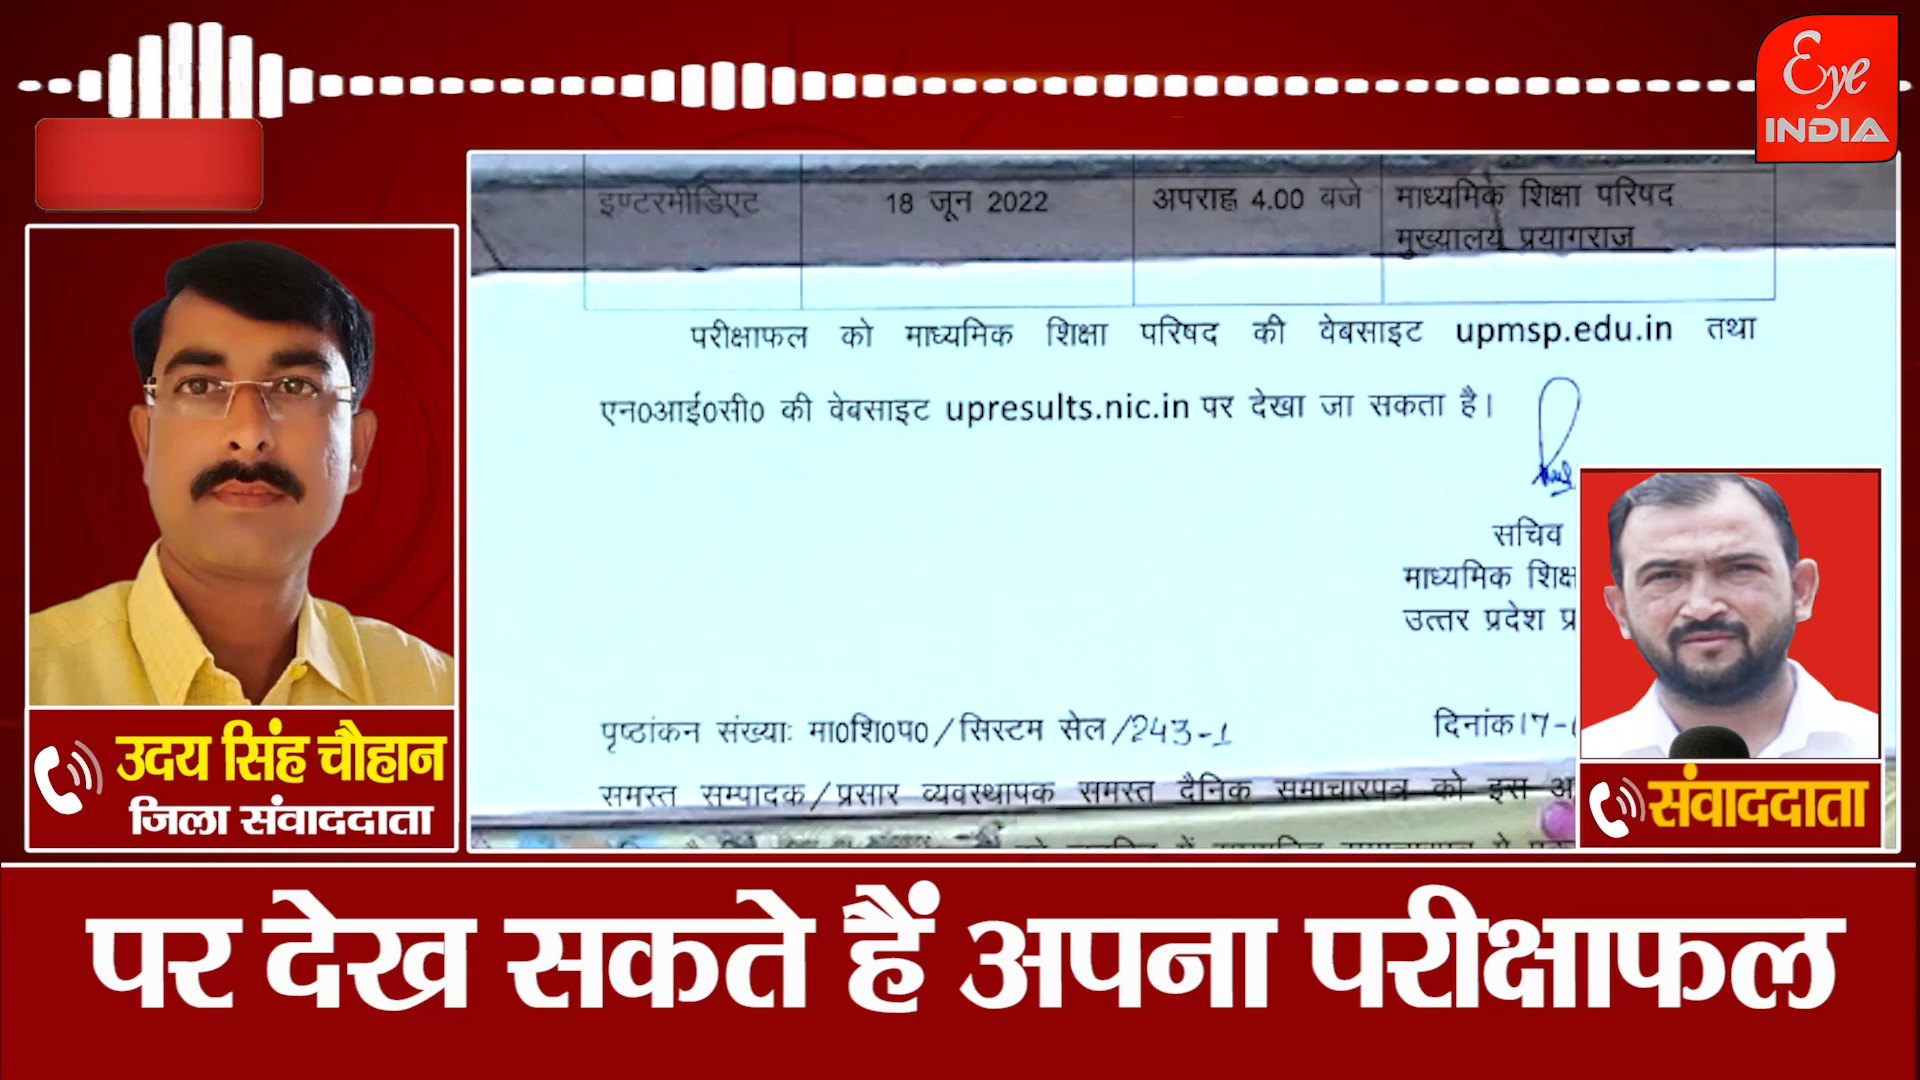 Eye
INDIA
इण्टरमीडिएट 18 जून 2022 अपराह्न 4.00 बजे माध्यमिक शिक्षा परिषद
मुख्यालय प्रयागराज
परीक्षाफल को माध्यमिक शिक्षा परिषद की वेबसाइट upmsp.edu.in तथा
एन0आई0सी0 की वेबसाइट upresults.nic.in पर देखा जा सकता है।
सचिव
माध्यमिक शिक्ष
उत्तर प्रदेश प्र
पृष्ठांकन संख्याः मा0शि0प0/सिस्टम सेल/243-1 दिनांक17-
समस्त सम्पादक/प्रसार व्यवस्थापक समस्त दैनिक समाचारपत्र को इस अ
उदय सिंह चौहान
जिला संवाददाता
संवाददाता
पर देख सकते हैं अपना परीक्षाफल